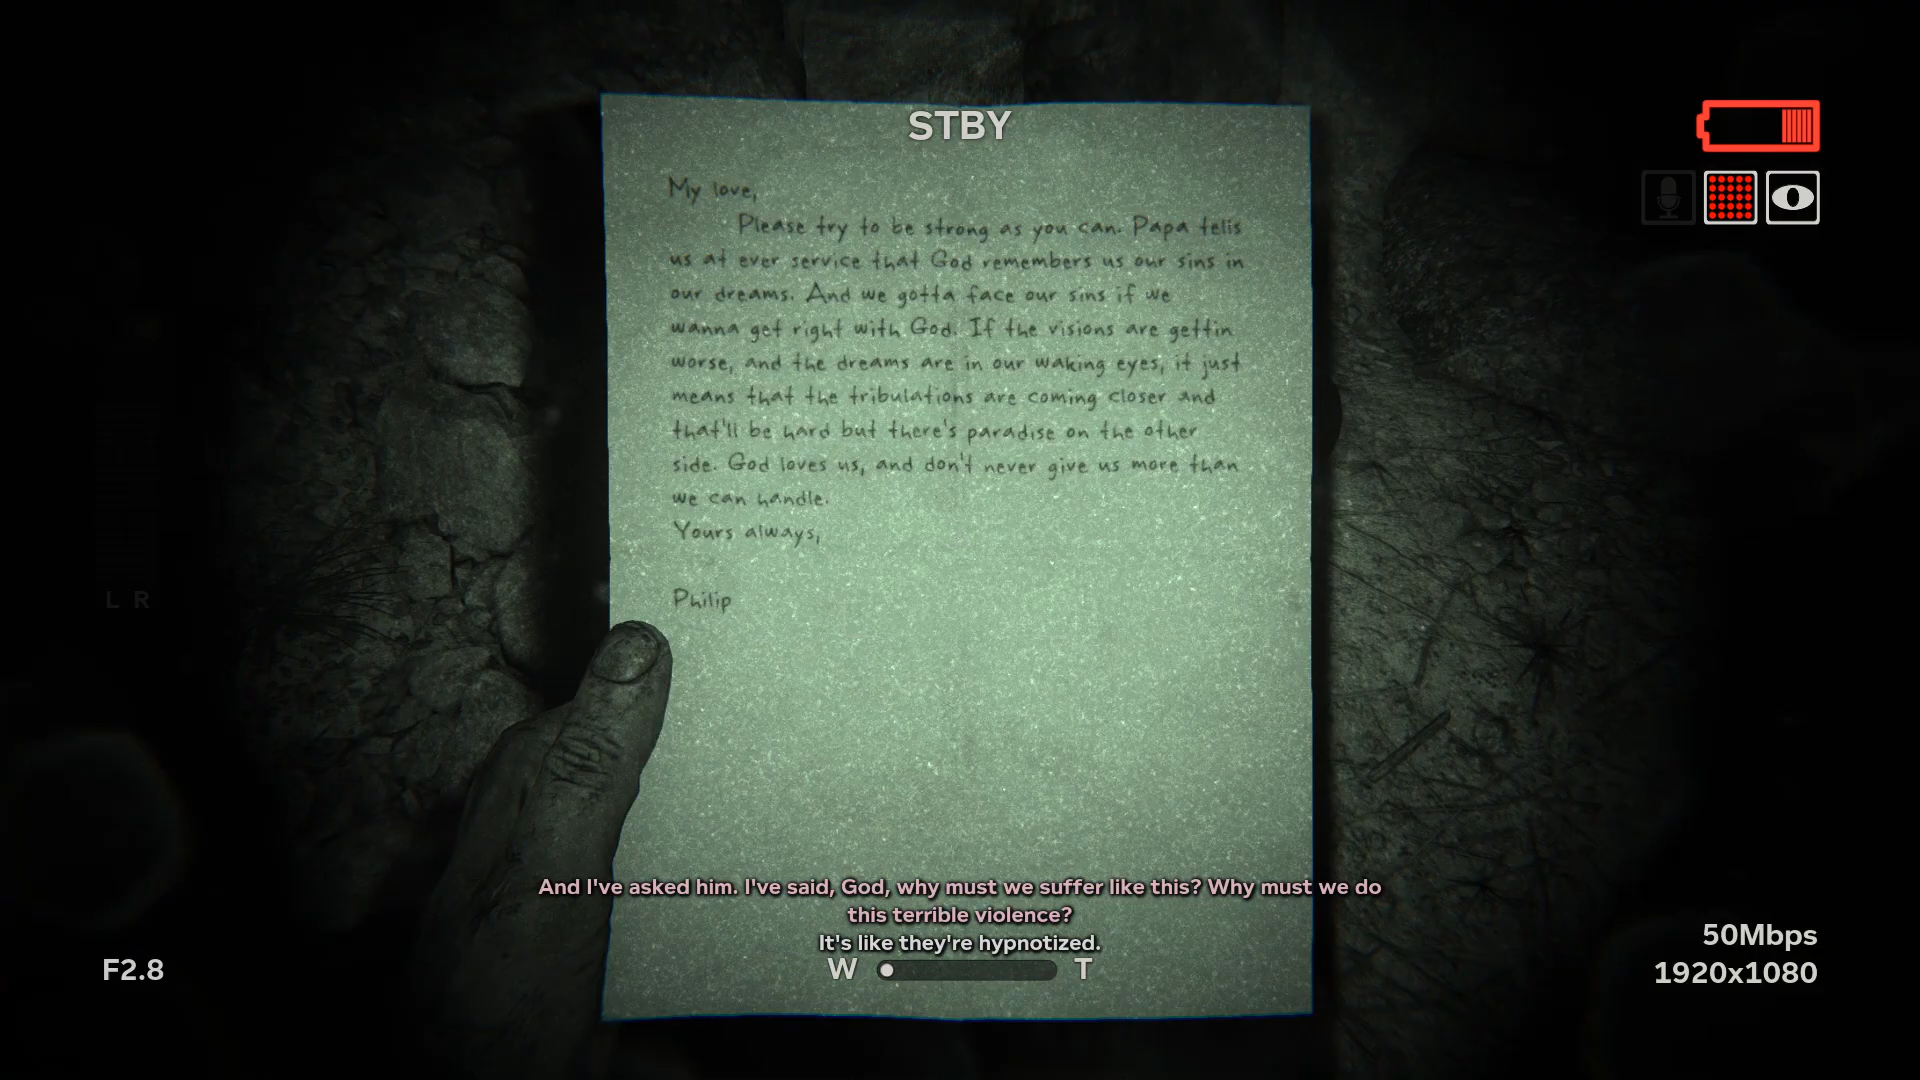 STBY
My love,
Please try to be strong as you can. Papa tells
us at ever service that God remembers us our sins in
our dreams. And we gotta face our sins if we
wanna get right with God. If the visions are gettin
worse, and the dreams are in our waking eyes, it just
means that the tribulations are coming closer and
that'll be hard but there's paradise on the other
side. God loves us, and don't never give us more than
we can handle.
Yours always,
Philip
L R
And I've asked him. I've said, God, why must we suffer like this? Why must we do
this terrible violence?
It's like they're hypnotized.
W T
F2.8
50Mbps
1920x1080